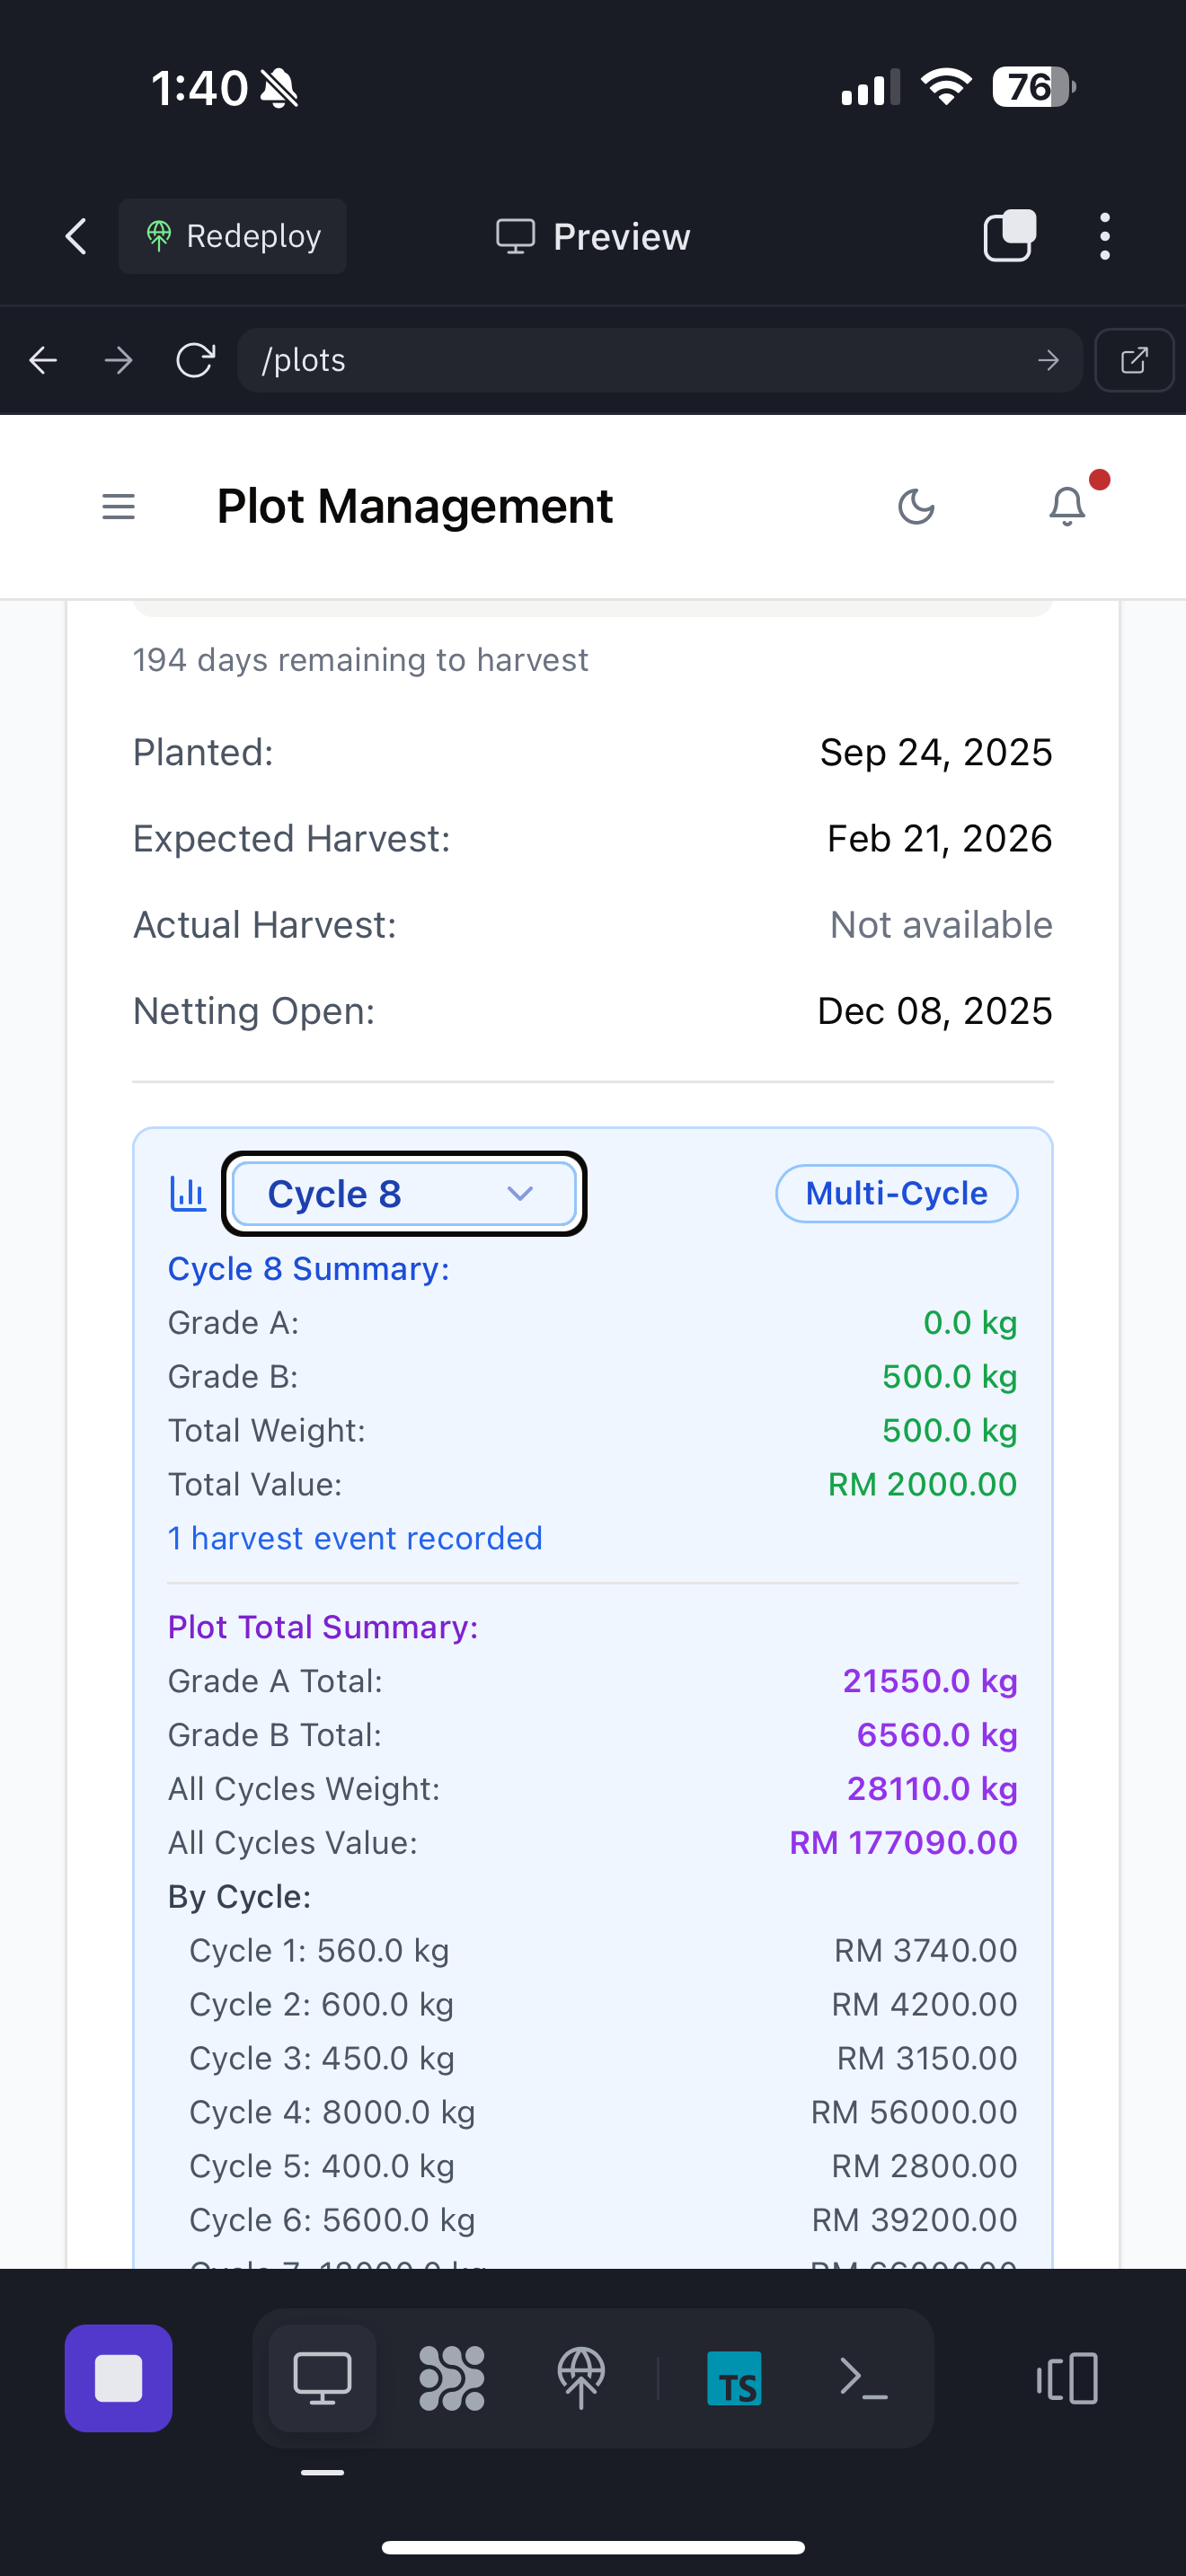 1:40
76
Redeploy
Preview
/plots
Plot Management
194 days remaining to harvest
Planted: Sep 24, 2025
Expected Harvest: Feb 21, 2026
Actual Harvest: Not available
Netting Open: Dec 08, 2025
Cycle 8
Multi-Cycle
Cycle 8 Summary:
Grade A: 0.0 kg
Grade B: 500.0 kg
Total Weight: 500.0 kg
Total Value: RM 2000.00
1 harvest event recorded
Plot Total Summary:
Grade A Total: 21550.0 kg
Grade B Total: 6560.0 kg
All Cycles Weight: 28110.0 kg
All Cycles Value: RM 177090.00
By Cycle:
Cycle 1: 560.0 kg RM 3740.00
Cycle 2: 600.0 kg RM 4200.00
Cycle 3: 450.0 kg RM 3150.00
Cycle 4: 8000.0 kg RM 56000.00
Cycle 5: 400.0 kg RM 2800.00
Cycle 6: 5600.0 kg RM 39200.00
TS